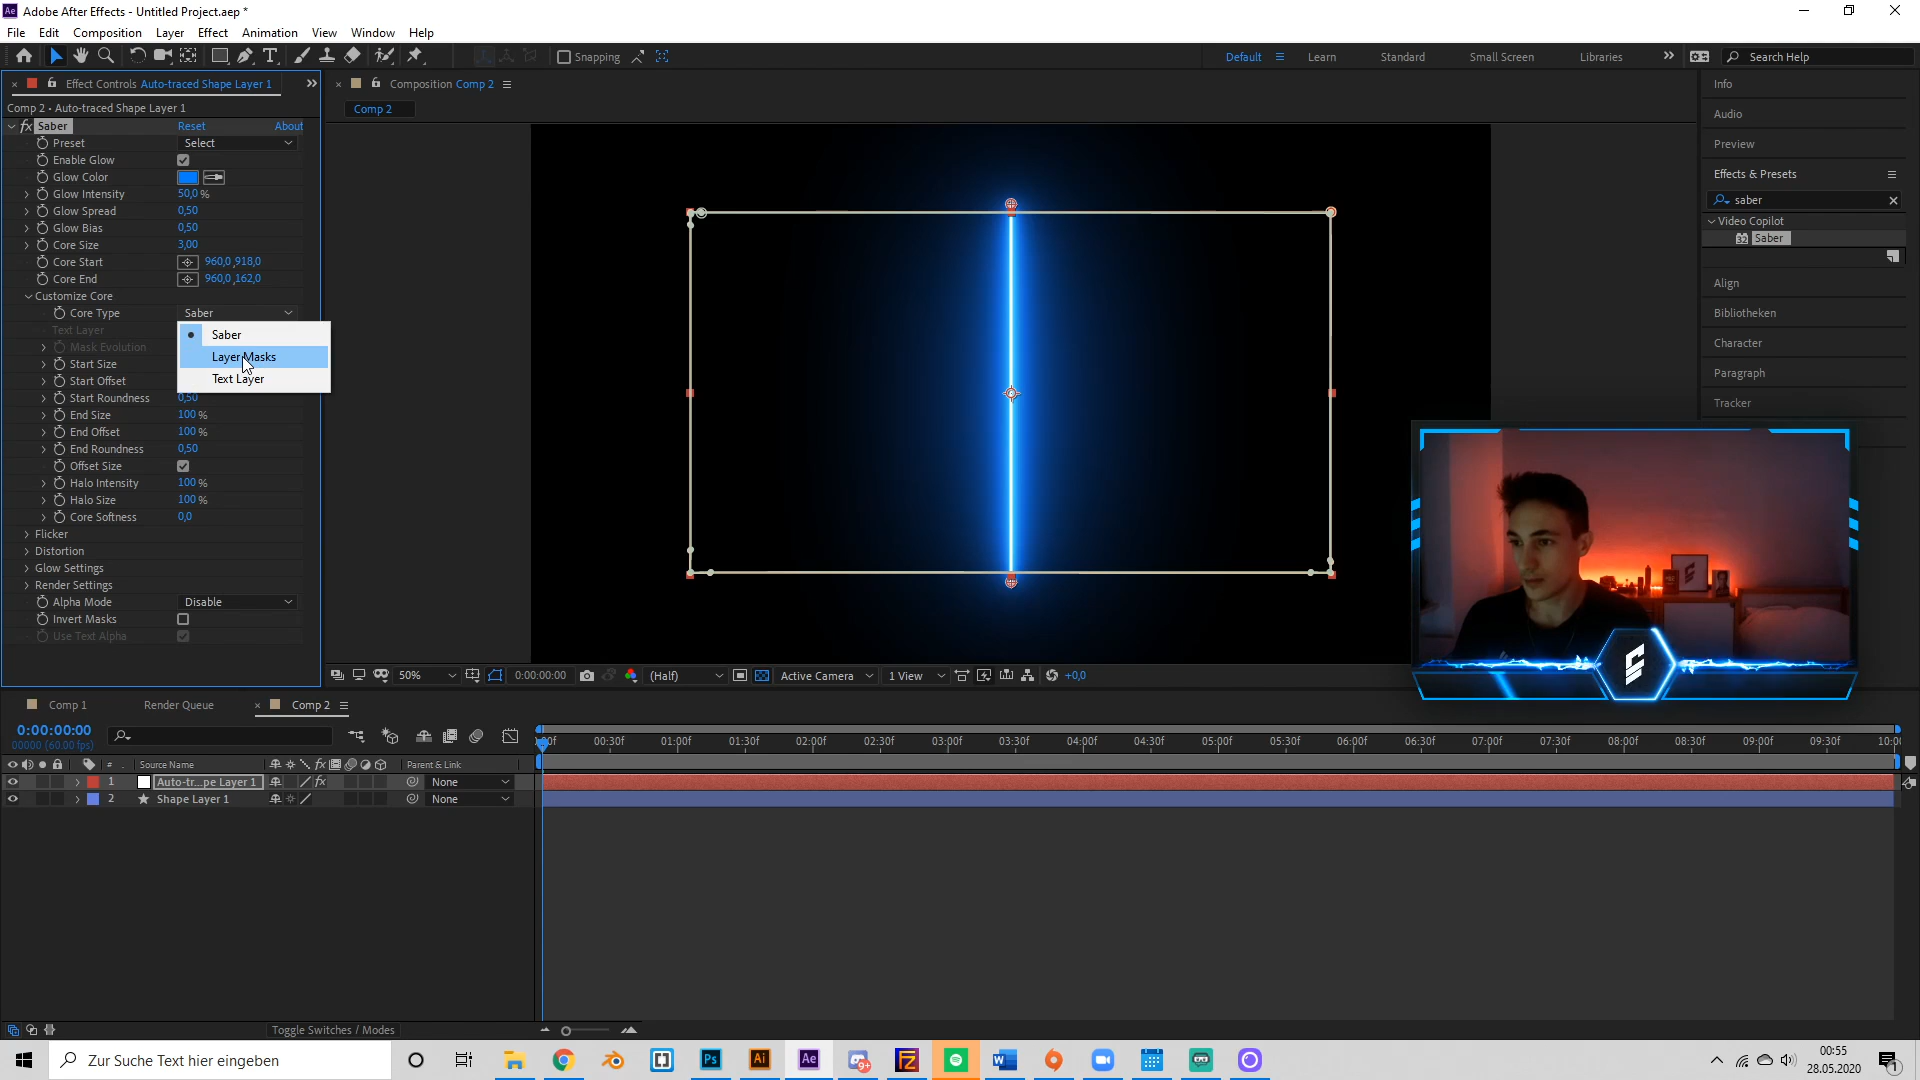 Adobe After Effects - Untitled Project.aep *
File Edit Composition Layer Effect Animation View Window Help
Snapping
Default Learn Standard Small Screen Libraries Search Help
Effect Controls Auto-traced Shape Layer 1
Composition Comp 2
Comp 2 • Auto-traced Shape Layer 1
Comp 2
fx Saber Reset About
Preset Select
Enable Glow
Glow Color
Glow Intensity 50,0 %
Glow Spread 0,50
Glow Bias 0,50
Core Size 3,00
Core Start 960,0,918,0
Core End 960,0,162,0
Customize Core
Core Type Saber
Text Layer
Mask Evolution
Saber
Layer Masks
Text Layer
Start Size
Start Offset
Start Roundness 0,50
End Size 100 %
End Offset 100 %
End Roundness 0,50
Offset Size
Halo Intensity 100 %
Halo Size 100 %
Core Softness 0,0
Flicker
Distortion
Glow Settings
Render Settings
Alpha Mode Disable
Invert Masks
Use Text Alpha
Info
Audio
Preview
Effects & Presets
saber
Video Copilot
32 Saber
Align
Bibliotheken
Character
Paragraph
Tracker
50% 0:00:00:00 (Half) Active Camera 1 View +0,0
Comp 1 Render Queue Comp 2
0:00:00:00
00000 (60.00 fps)
00:30f 01:00f 01:30f 02:00f 02:30f 03:00f 03:30f 04:00f 04:30f 05:00f 05:30f 06:00f 06:30f 07:00f 07:30f 08:00f 08:30f 09:00f 09:30f
# Source Name Parent & Link
1 Auto-tr...pe Layer 1 fx None
2 Shape Layer 1 None
Toggle Switches / Modes
Zur Suche Text hier eingeben
Ps Ai Ae 9+ FZ
00:55
28.05.2020